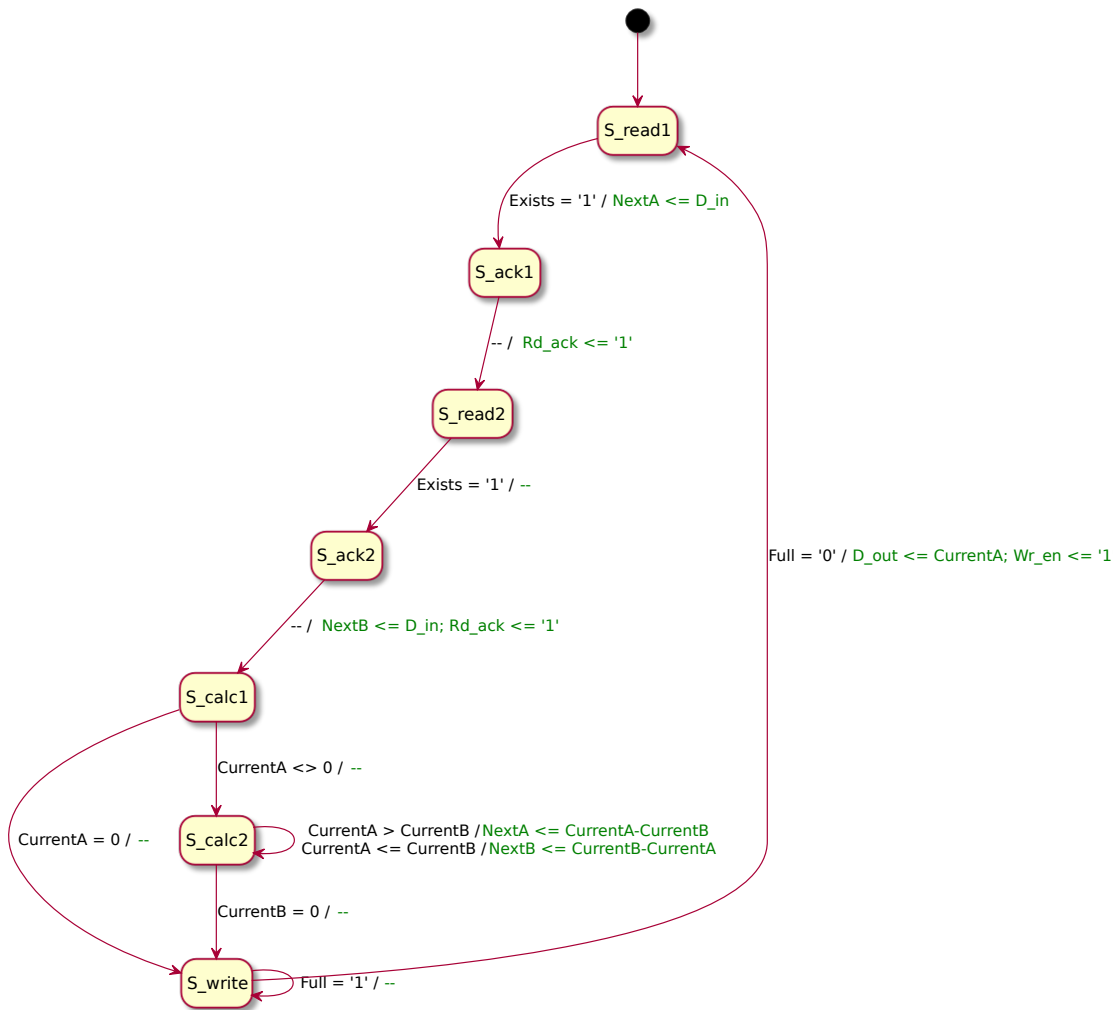 S_read1
Exists = '1' / NextA <= D_in
S_ack1
-- / Rd_ack <= '1'
S_read2
Exists = '1' / --
S_ack2
Full = '0' / D_out <= CurrentA; Wr_en <= '1
-- / NextB <= D_in; Rd_ack <= '1'
S_calc1
CurrentA <> 0 / --
CurrentA = 0 / --
S_calc2
CurrentA > CurrentB / NextA <= CurrentA-CurrentB
CurrentA <= CurrentB / NextB <= CurrentB-CurrentA
CurrentB = 0 / --
S_write
Full = '1' / --